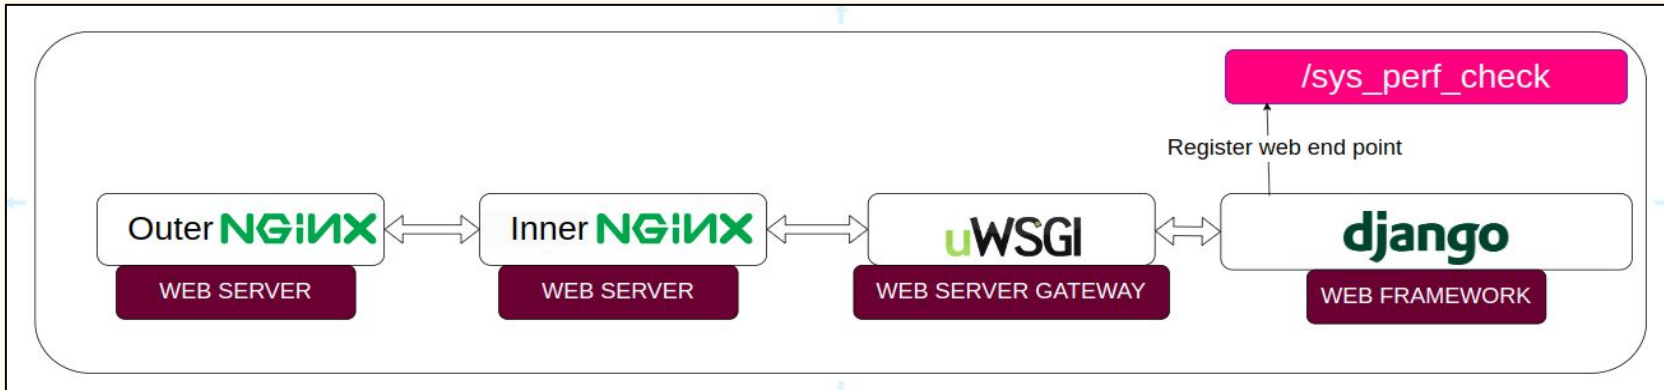 /sys_perf_check
Register web end point
Outer NGINX
Inner NGINX
uWSGI
django
WEB SERVER
WEB SERVER
WEB SERVER GATEWAY
WEB FRAMEWORK